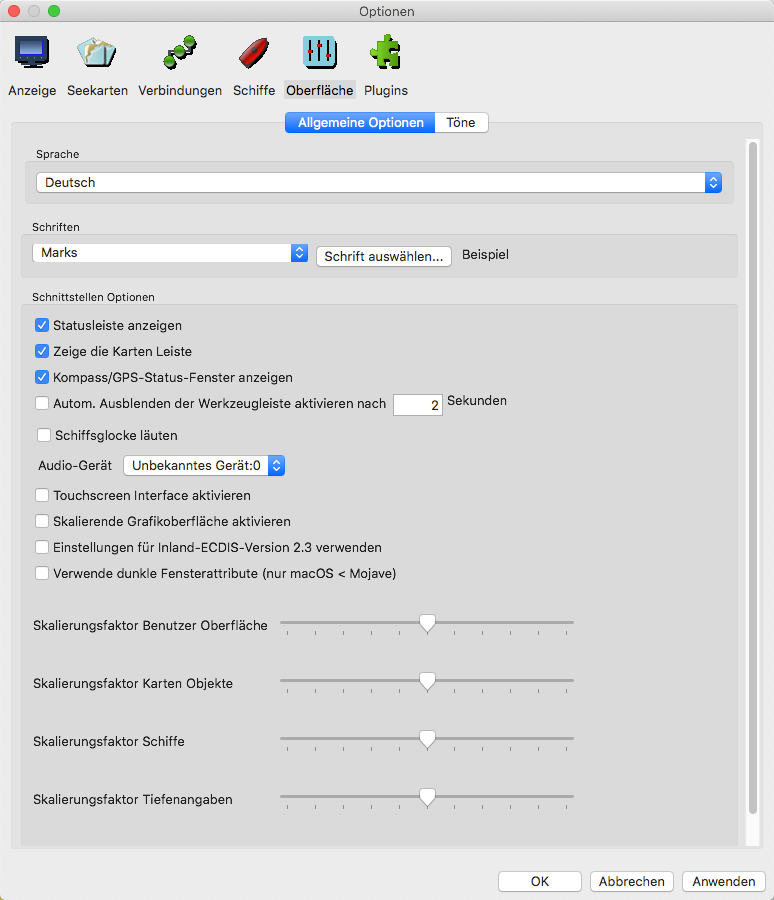 Optionen
Anzeige Seekarten Verbindungen Schiffe Oberfläche Plugins
Allgemeine Optionen Töne
Sprache
Deutsch
Schriften
Marks Schrift auswählen... Beispiel
Schnittstellen Optionen
Statusleiste anzeigen
Zeige die Karten Leiste
Kompass/GPS-Status-Fenster anzeigen
Autom. Ausblenden der Werkzeugleiste aktivieren nach 2 Sekunden
Schiffsglocke läuten
Audio-Gerät Unbekanntes Gerät:0
Touchscreen Interface aktivieren
Skalierende Grafikoberfläche aktivieren
Einstellungen für Inland-ECDIS-Version 2.3 verwenden
Verwende dunkle Fensterattribute (nur macOS < Mojave)
Skalierungsfaktor Benutzer Oberfläche
Skalierungsfaktor Karten Objekte
Skalierungsfaktor Schiffe
Skalierungsfaktor Tiefenangaben
OK Abbrechen Anwenden